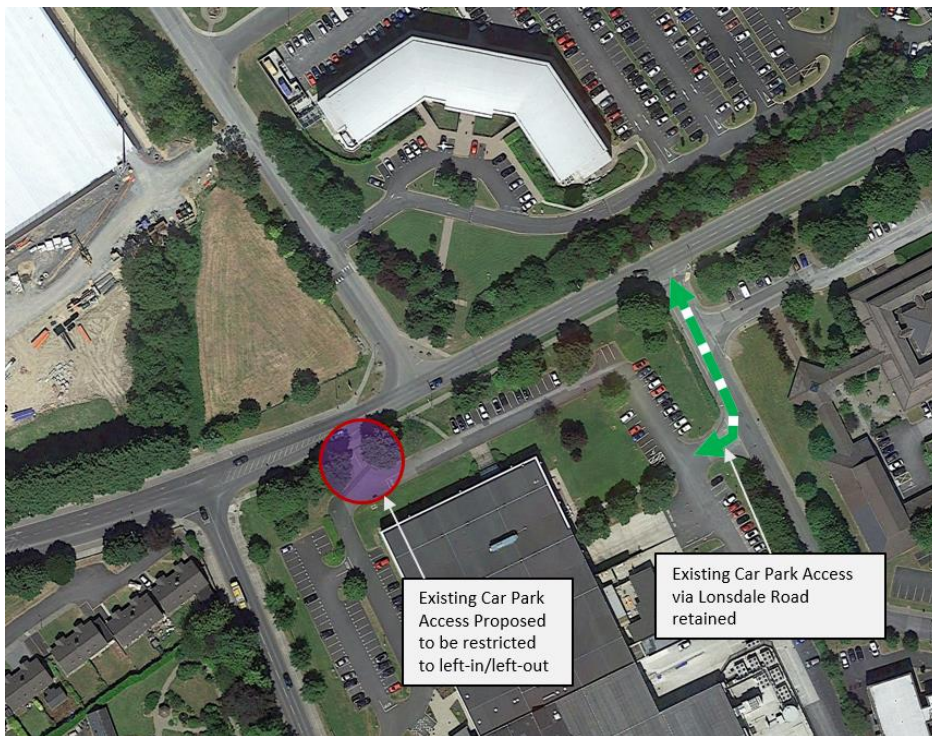 Existing Car Park
Access Proposed
to be restricted
to left-in/left-out
Existing Car Park Access
via Lonsdale Road
retained